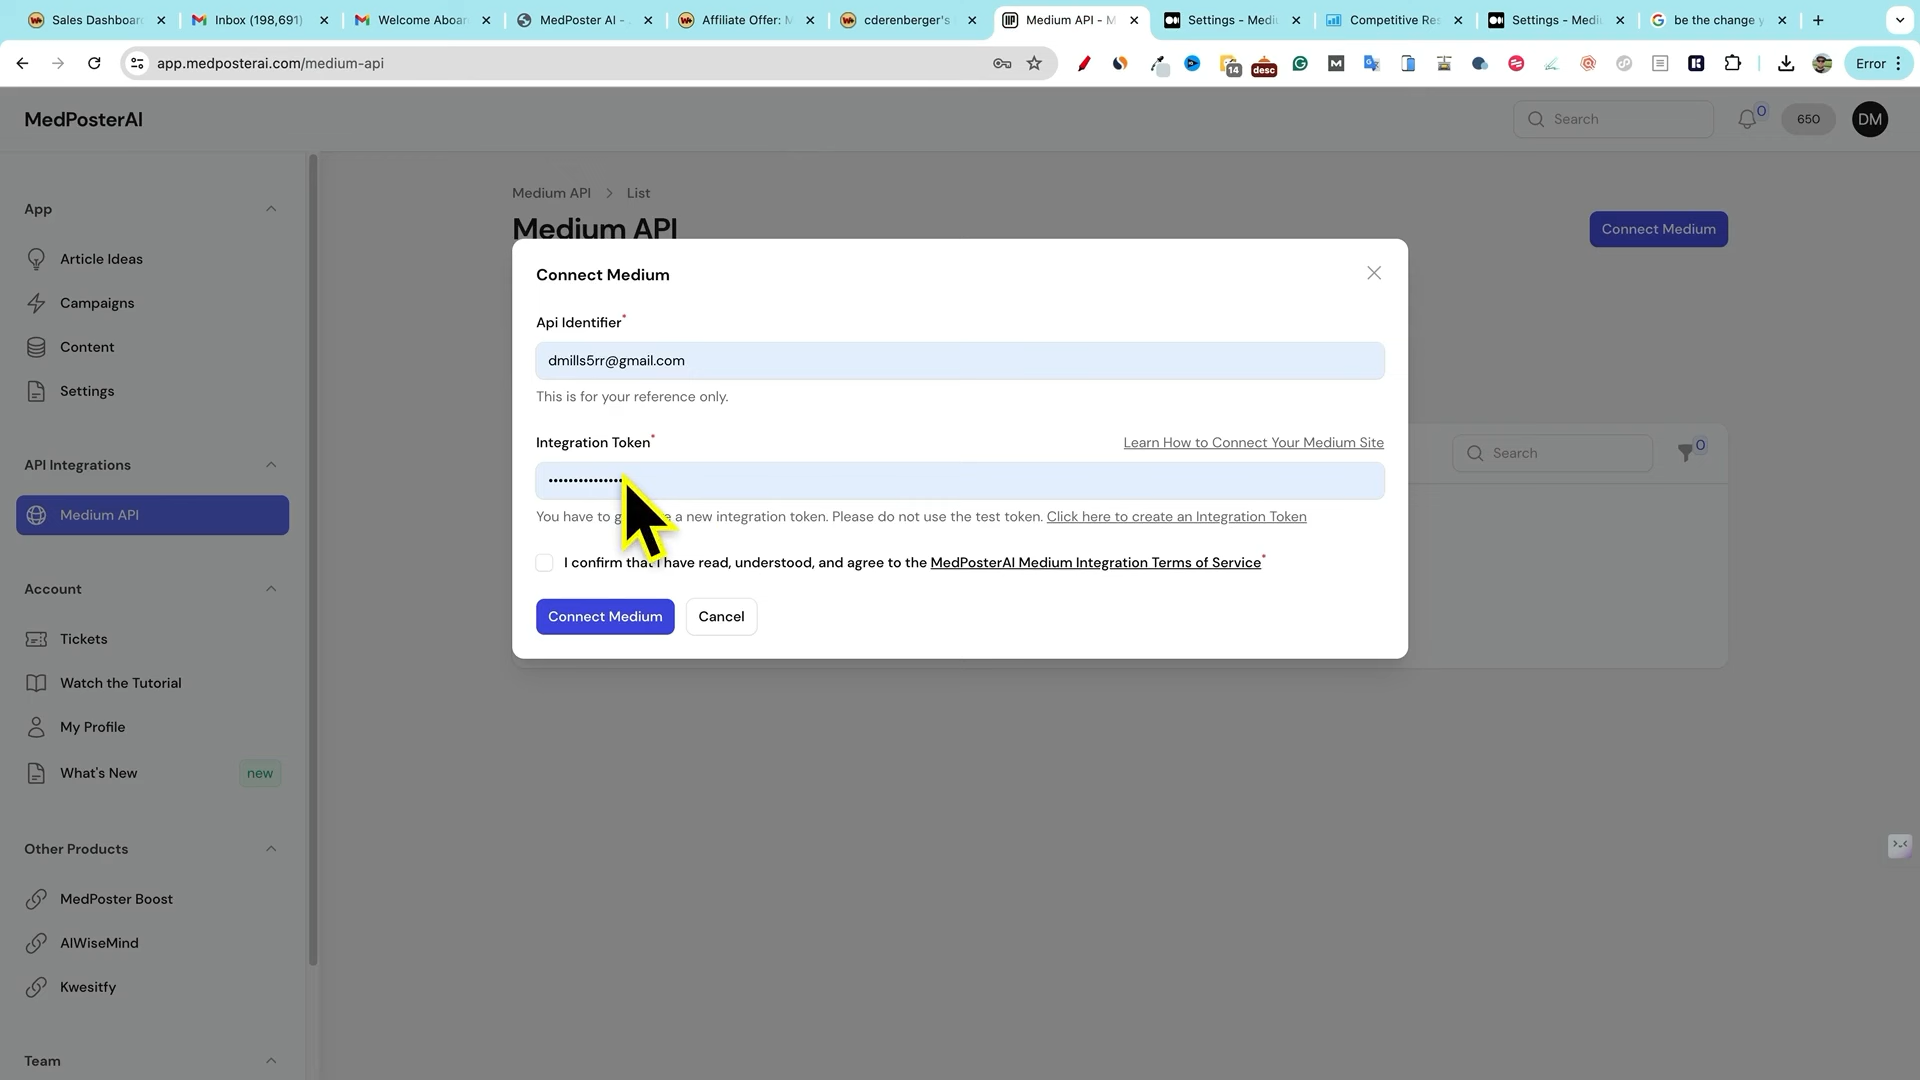 Sales Dashboard
Inbox (198,691)
Welcome Aboar
MedPoster AI -
Affiliate Offer: M
cderenberger's
Medium API - M
Settings - Medi
Competitive Res
Settings - Medi
be the change y
app.medposterai.com/medium-api
14
desc
Error
MedPosterAI
Search
0
650
DM
App
Article Ideas
Campaigns
Content
Settings
API Integrations
Medium API
Account
Tickets
Watch the Tutorial
My Profile
What's New
new
Other Products
MedPoster Boost
AIWiseMind
Kwesitfy
Team
Medium API > List
Medium API
Connect Medium
Search
0
Connect Medium
Api Identifier*
dmills5rr@gmail.com
This is for your reference only.
Integration Token*
Learn How to Connect Your Medium Site
You have to a new integration token. Please do not use the test token. Click here to create an Integration Token
I confirm that I have read, understood, and agree to the MedPosterAI Medium Integration Terms of Service*
Connect Medium
Cancel